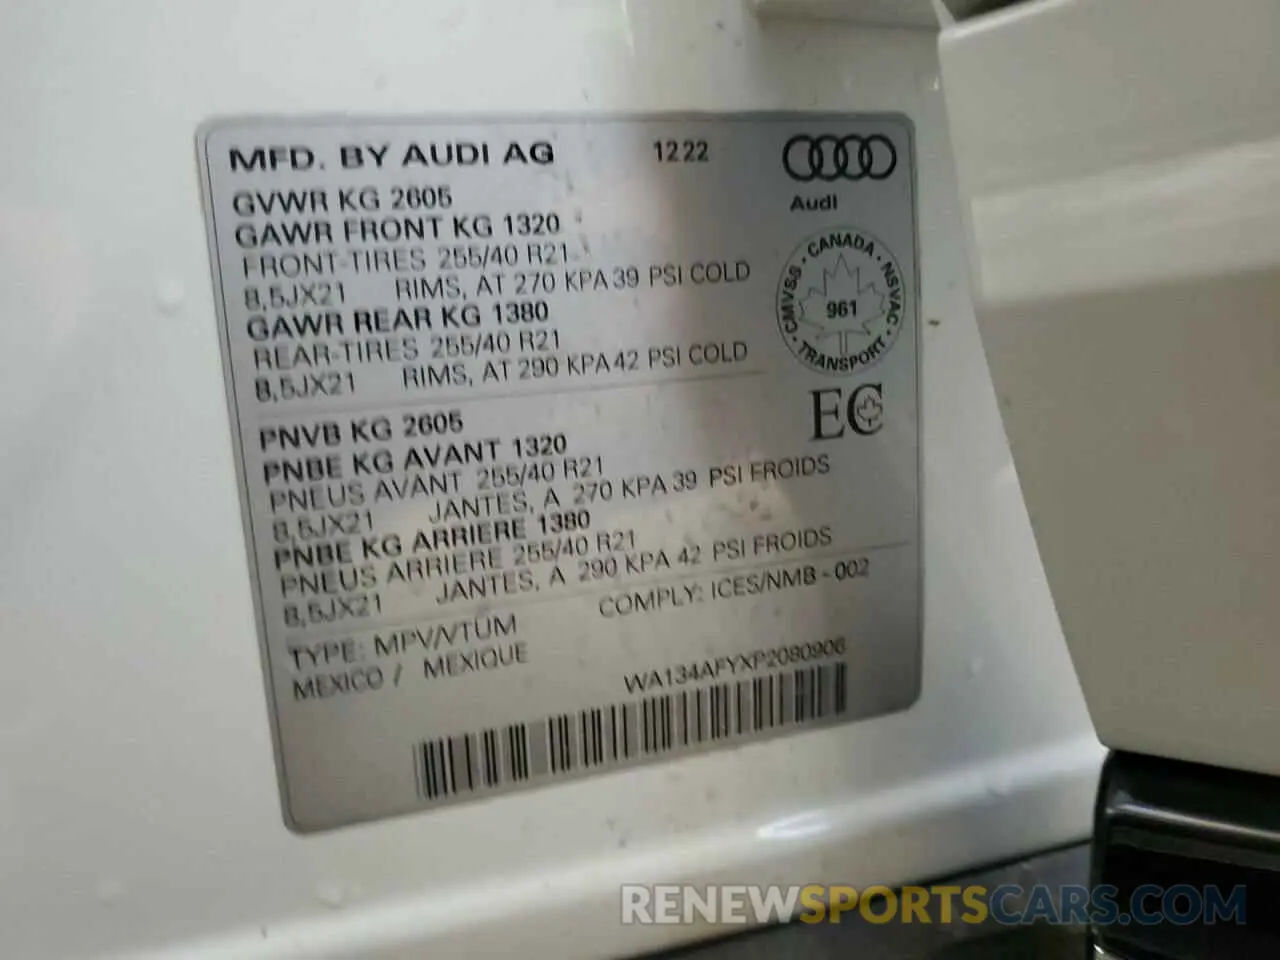 MFD. BY AUDI AG 1222
Audi
GVWR KG 2605
GAWR FRONT KG 1320
FRONT-TIRES 255/40 R21
8,5JX21 RIMS, AT 270 KPA 39 PSI COLD
GAWR REAR KG 1380
REAR-TIRES 255/40 R21
8,5JX21 RIMS, AT 290 KPA 42 PSI COLD
CANADA · NSVAC · TRANSPORT · CMVSS ·
961
EC
PNVB KG 2605
PNBE KG AVANT 1320
PNEUS AVANT 255/40 R21
8,5JX21 JANTES, A 270 KPA 39 PSI FROIDS
PNBE KG ARRIERE 1380
PNEUS ARRIERE 255/40 R21
8,5JX21 JANTES, A 290 KPA 42 PSI FROIDS
COMPLY: ICES/NMB - 002
TYPE: MPV/VTUM
MEXICO / MEXIQUE
WA134AFYXP2080906
RENEWSPORTSCARS.COM